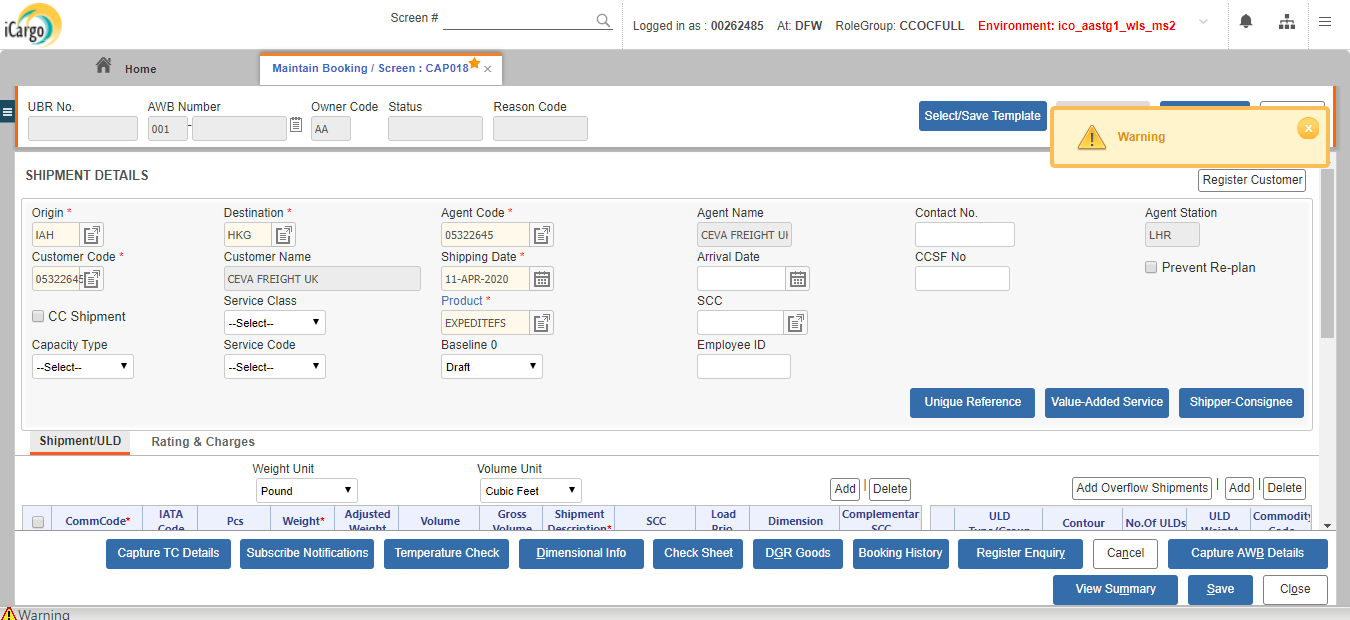 iCargo
Screen #
Logged in as : 00262485 At: DFW RoleGroup: CCOCFULL Environment: ico_aastg1_wls_ms2
Home
Maintain Booking / Screen : CAP018
UBR No. AWB Number Owner Code Status Reason Code
001 - AA
Select/Save Template
Warning
SHIPMENT DETAILS
Register Customer
Origin * Destination * Agent Code * Agent Name Contact No. Agent Station
IAH HKG 05322645 CEVA FREIGHT LHR
Customer Code * Customer Name Shipping Date * Arrival Date CCSF No
05322645 CEVA FREIGHT UK 11-APR-2020 Prevent Re-plan
CC Shipment Service Class Product * SCC
--Select-- EXPEDITEFS
Capacity Type Service Code Baseline 0 Employee ID
--Select-- --Select-- Draft
Unique Reference Value-Added Service Shipper-Consignee
Shipment/ULD Rating & Charges
Weight Unit Volume Unit
Pound Cubic Feet Add | Delete Add Overflow Shipments | Add | Delete
CommCode* IATA Code Pcs Weight* Adjusted Weight Volume Gross Volume Shipment Description* SCC Load Prio Dimension Complementar SCC ULD Type/Group Contour No.Of ULDs ULD Weight Commodity Code
Capture TC Details Subscribe Notifications Temperature Check Dimensional Info Check Sheet DGR Goods Booking History Register Enquiry Cancel Capture AWB Details
View Summary Save Close
Warning